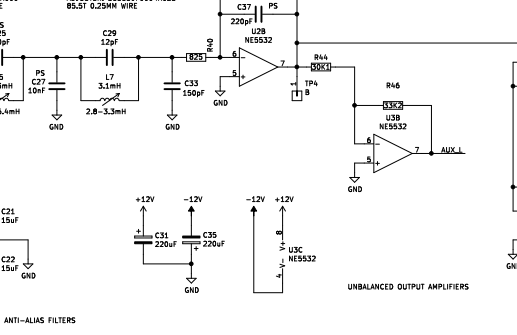 85.5T 0.25MM WIRE
C37
220pF
PS
U2B
NE5532
C29
12pF
R40
825
6
5
7
R44
30K1
PS
C27
10nF
L7
3.1mH
2.8-3.3mH
C33
150pF
GND
GND
GND
1
TP4
B
R46
33K2
U3B
NE5532
6
5
7
AUX_L
GND
+12V
-12V
-12V
+12V
C21
15uF
C31
220uF
C35
220uF
8
V+
U3C
NE5532
V-
4
C22
15uF
GND
GND
GND
UNBALANCED OUTPUT AMPLIFIERS
ANTI-ALIAS FILTERS